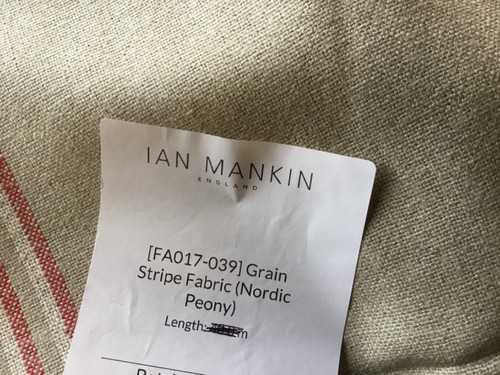 IAN MANKIN
ENGLAND
[FA017-039] Grain
Stripe Fabric (Nordic
Peony)
Length: m